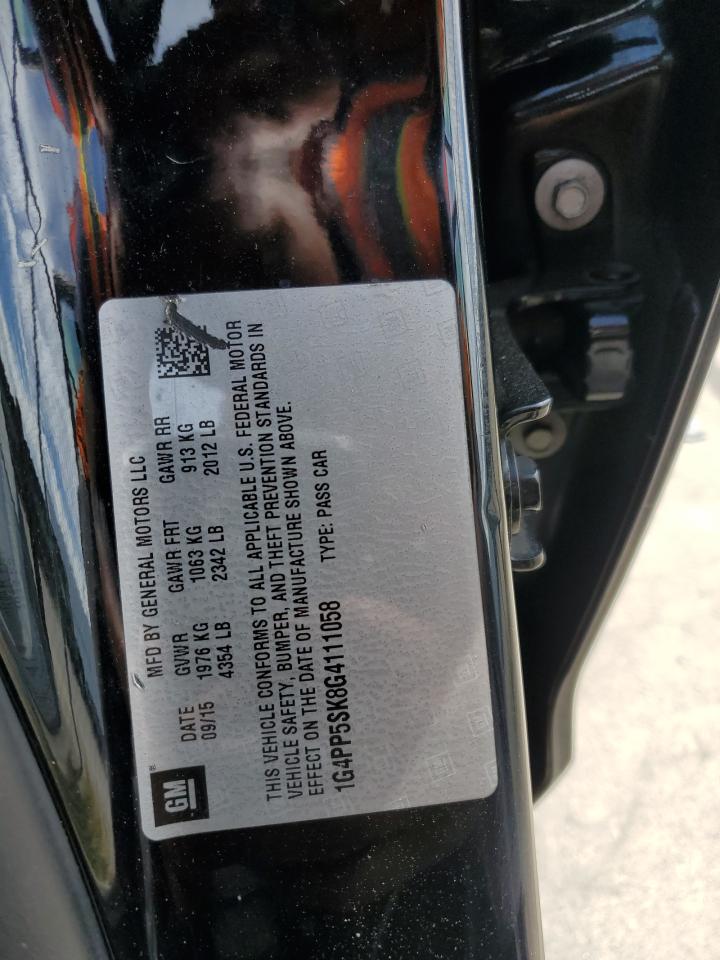 GM®
MFD BY GENERAL MOTORS LLC
DATE GVWR GAWR FRT GAWR RR
09/15 1976 KG 1063 KG 913 KG
4354 LB 2342 LB 2012 LB
THIS VEHICLE CONFORMS TO ALL APPLICABLE U.S. FEDERAL MOTOR
VEHICLE SAFETY, BUMPER, AND THEFT PREVENTION STANDARDS IN
EFFECT ON THE DATE OF MANUFACTURE SHOWN ABOVE.
1G4PP5SK8G4111058 TYPE: PASS CAR